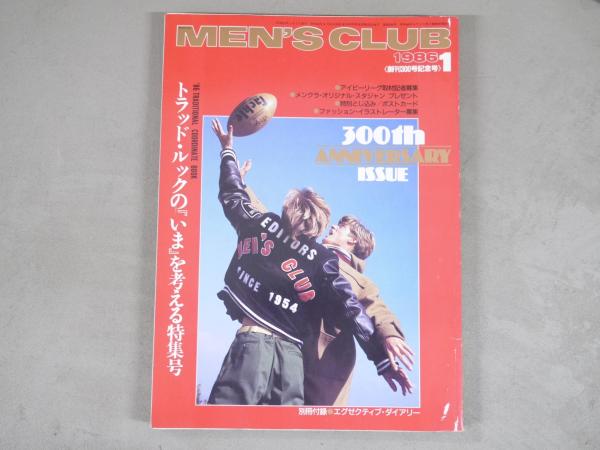 MEN'S CLUB
1986 1
〈創刊300号記念号〉
●アイビーリーグ取材記者募集
●メンクラ・オリジナル・スタジャン プレゼント
●特別とじ込み/ポストカード
●ファッション・イラストレーター募集
300th
ANNIVERSARY
ISSUE
'86 TRADITIONAL COORDINATE BOOK
トラッド・ルックの『いま』を考える特集号
EDITORS
MEN'S CLUB
SINCE 1954
別冊付録●エグゼクティブ・ダイアリー